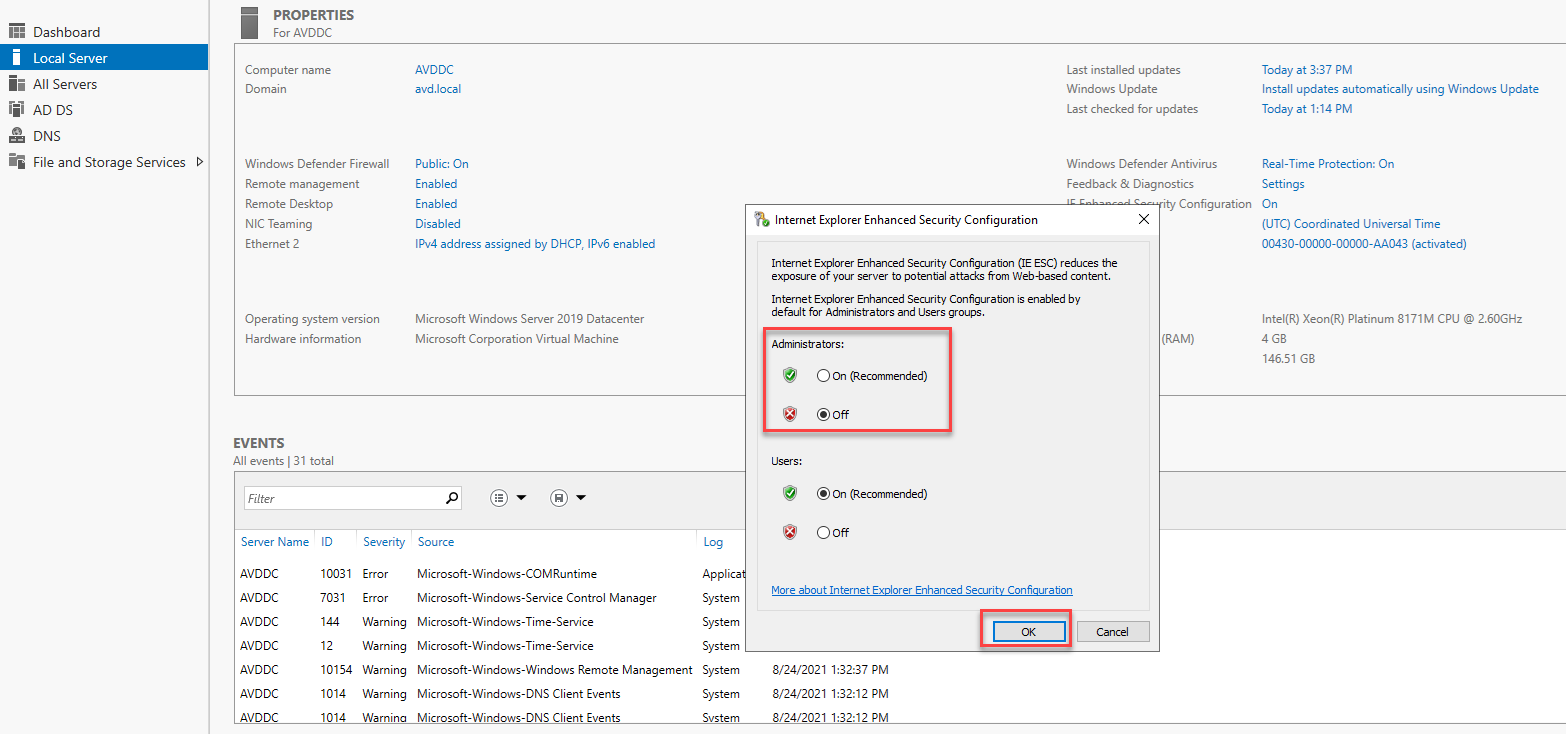 PROPERTIES
For AVDDC
Dashboard
Local Server
All Servers
AD DS
DNS
File and Storage Services
Computer name AVDDC
Domain avd.local
Last installed updates Today at 3:37 PM
Windows Update Install updates automatically using Windows Update
Last checked for updates Today at 1:14 PM
Windows Defender Firewall Public: On
Remote management Enabled
Remote Desktop Enabled
NIC Teaming Disabled
Ethernet 2 IPv4 address assigned by DHCP, IPv6 enabled
Windows Defender Antivirus Real-Time Protection: On
Feedback & Diagnostics Settings
IE Enhanced Security Configuration On
(UTC) Coordinated Universal Time
00430-00000-00000-AA043 (activated)
Operating system version Microsoft Windows Server 2019 Datacenter
Hardware information Microsoft Corporation Virtual Machine
Intel(R) Xeon(R) Platinum 8171M CPU @ 2.60GHz
(RAM) 4 GB
146.51 GB
Internet Explorer Enhanced Security Configuration
Internet Explorer Enhanced Security Configuration (IE ESC) reduces the
exposure of your server to potential attacks from Web-based content.
Internet Explorer Enhanced Security Configuration is enabled by
default for Administrators and Users groups.
Administrators:
On (Recommended)
Off
Users:
On (Recommended)
Off
More about Internet Explorer Enhanced Security Configuration
OK Cancel
EVENTS
All events | 31 total
Filter
Server Name ID Severity Source Log
AVDDC 10031 Error Microsoft-Windows-COMRuntime Applicat
AVDDC 7031 Error Microsoft-Windows-Service Control Manager System
AVDDC 144 Warning Microsoft-Windows-Time-Service System
AVDDC 12 Warning Microsoft-Windows-Time-Service System
AVDDC 10154 Warning Microsoft-Windows-Windows Remote Management System 8/24/2021 1:32:37 PM
AVDDC 1014 Warning Microsoft-Windows-DNS Client Events System 8/24/2021 1:32:12 PM
AVDDC 1014 Warning Microsoft-Windows-DNS Client Events System 8/24/2021 1:32:12 PM